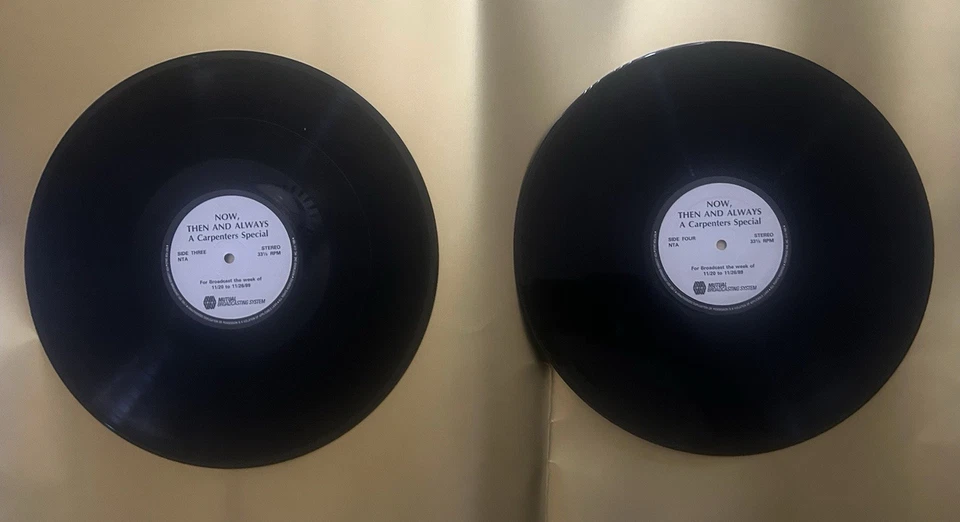 NOW,
THEN AND ALWAYS
A Carpenters Special
SIDE THREE
NTA
STEREO
33⅓ RPM
For Broadcast the week of
11/20 to 11/26/89
MUTUAL
BROADCASTING SYSTEM
NOW,
THEN AND ALWAYS
A Carpenters Special
SIDE FOUR
NTA
STEREO
33⅓ RPM
For Broadcast the week of
11/20 to 11/26/89
MUTUAL
BROADCASTING SYSTEM